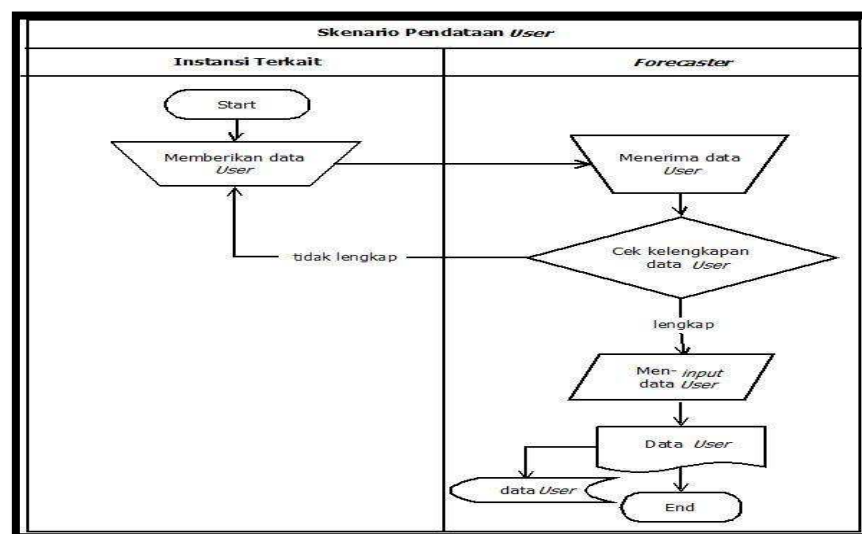 Skenario Pendataan User
Instansi Terkait
Forecaster
Start
Memberikan data
User
Menerima data
User
Cek kelengkapan
data User
tidak lengkap
lengkap
Men- input
data User
Data User
data User
End